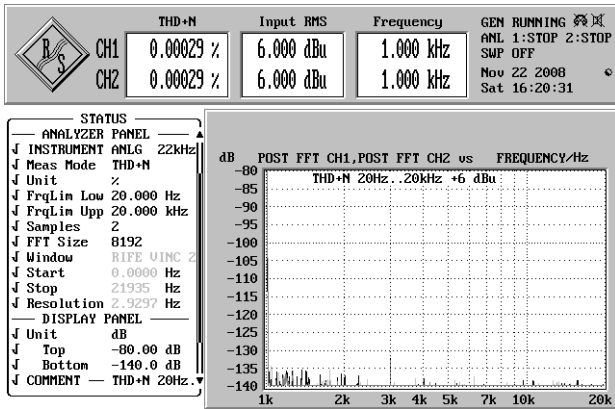 THD+N Input RMS Frequency
R S
CH1 0.00029 % 6.000 dBu 1.000 kHz
CH2 0.00029 % 6.000 dBu 1.000 kHz
GEN RUNNING
ANL 1:STOP 2:STOP
SWP OFF
Nov 22 2008
Sat 16:20:31
STATUS
ANALYZER PANEL
INSTRUMENT ANLG 22kHz
Meas Mode THD+N
Unit %
FrqLim Low 20.000 Hz
FrqLim Upp 20.000 kHz
Samples 2
FFT Size 8192
Window RIFE VINC 2
Start 0.0000 Hz
Stop 21935 Hz
Resolution 2.9297 Hz
DISPLAY PANEL
Unit dB
Top -80.00 dB
Bottom -140.0 dB
COMMENT — THD+N 20Hz.
dB POST FFT CH1,POST FFT CH2 vs FREQUENCY/Hz
THD+N 20Hz..20kHz +6 dBu
-80
-85
-90
-95
-100
-105
-110
-115
-120
-125
-130
-135
-140
1k 2k 3k 4k 5k 7k 10k 20k